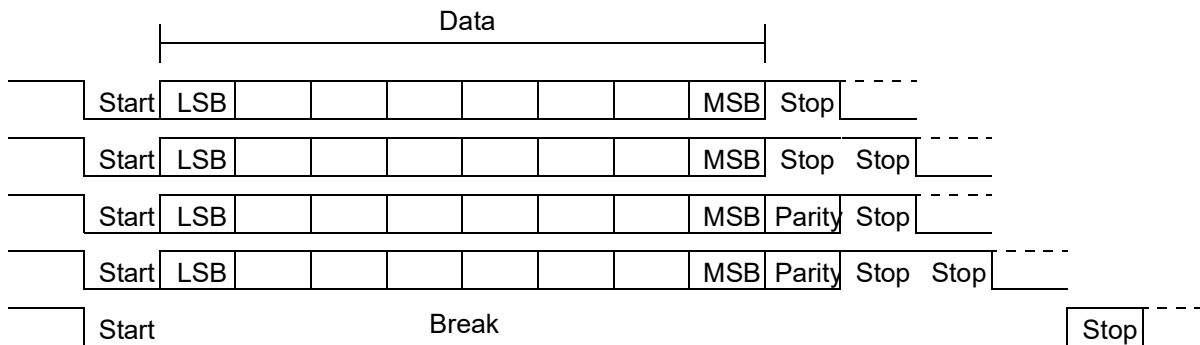 Data
Start LSB MSB Stop
Start LSB MSB Stop Stop
Start LSB MSB Parity Stop
Start LSB MSB Parity Stop Stop
Start Break Stop